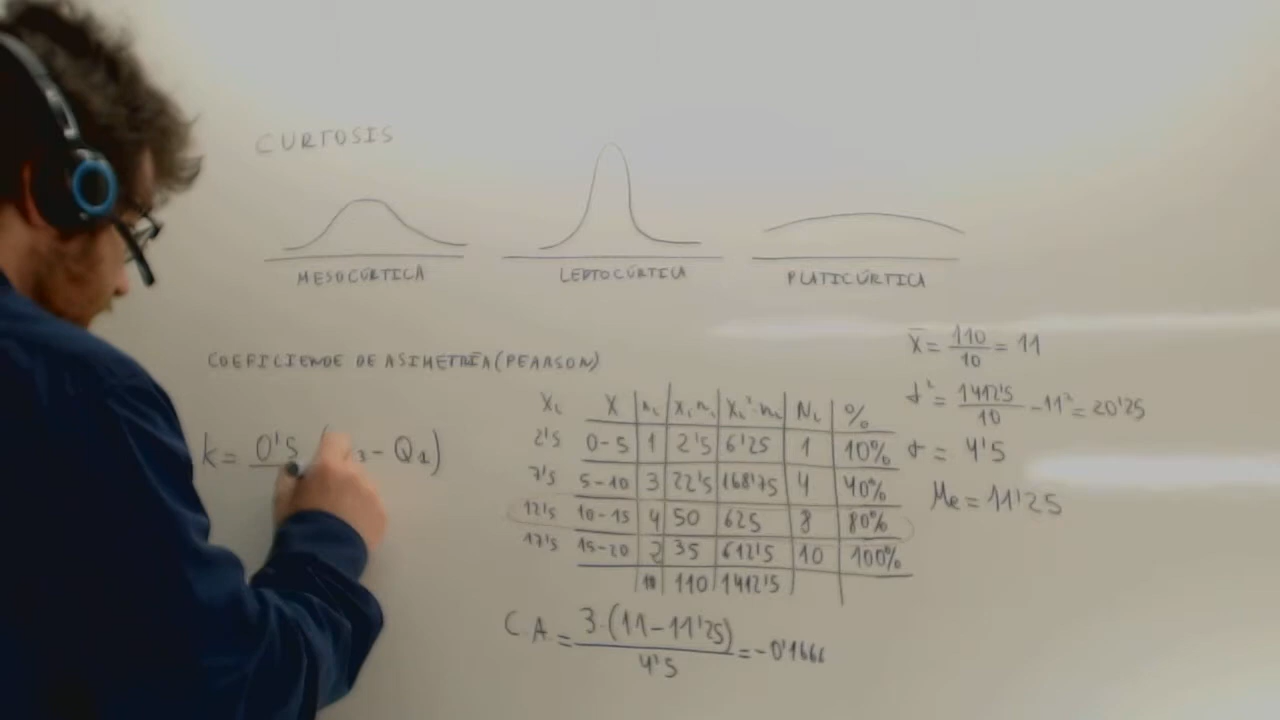 CURTOSIS
MESOCÚRTICA
LEPTOCÚRTICA
PLATICÚRTICA
COEFICIENDE DE ASIMETRÍA (PEARSON)
k = 0'5 ( - Q1)
Xi X ni Xi ni Xi²·ni Ni %
2'5 0-5 1 2'5 6'25 1 10%
7'5 5-10 3 22'5 168'75 4 40%
12'5 10-15 4 50 625 8 80%
17'5 15-20 2 35 612'5 10 100%
10 110 1412'5
C A = 3·(11-11'25) / 4'5 = -0'1666
X̄ = 110/10 = 11
σ² = 1412'5/10 - 11² = 20'25
σ = 4'5
Me = 11'25